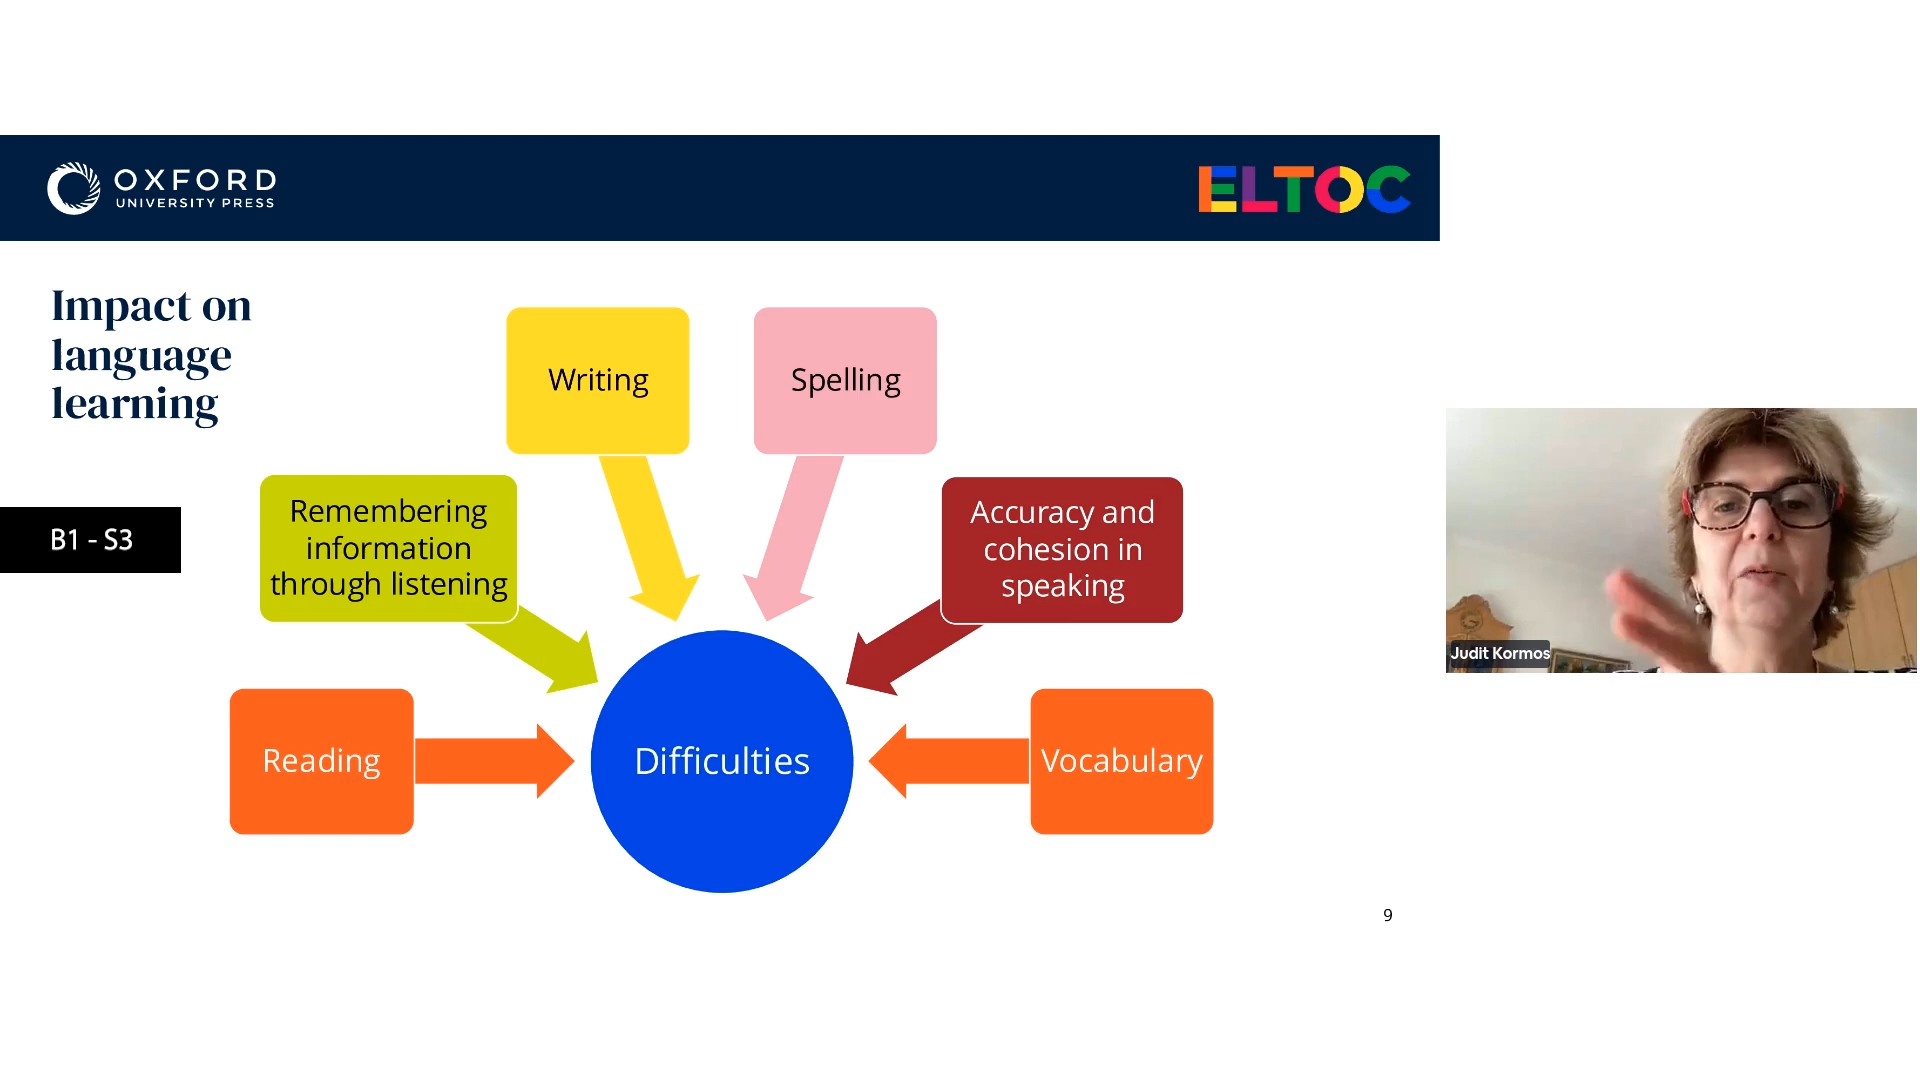 OXFORD
UNIVERSITY PRESS
ELTOC
Impact on
language
learning
Writing
Spelling
Remembering
information
through listening
Accuracy and
cohesion in
speaking
B1 - S3
Judit Kormos
Reading
Difficulties
Vocabulary
9